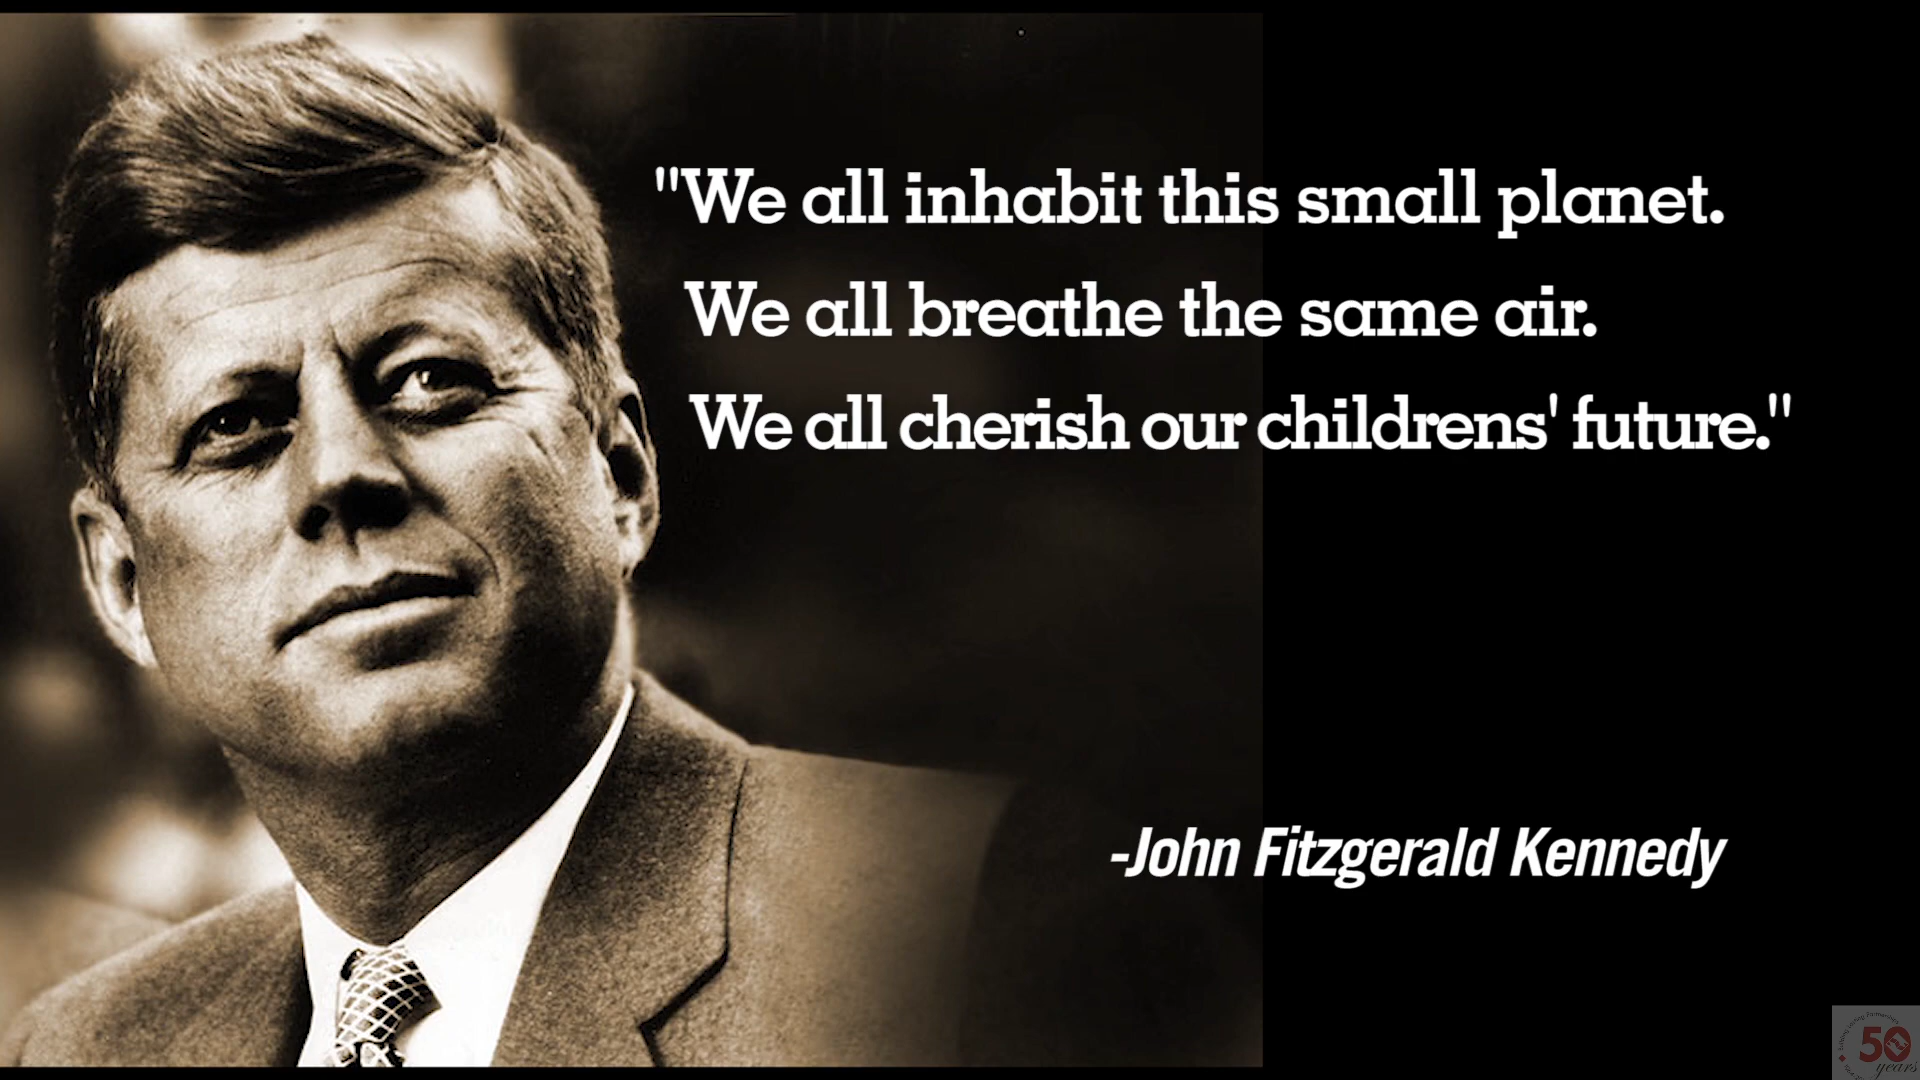 "We all inhabit this small planet.
We all breathe the same air.
We all cherish our childrens' future."
-John Fitzgerald Kennedy
50
years